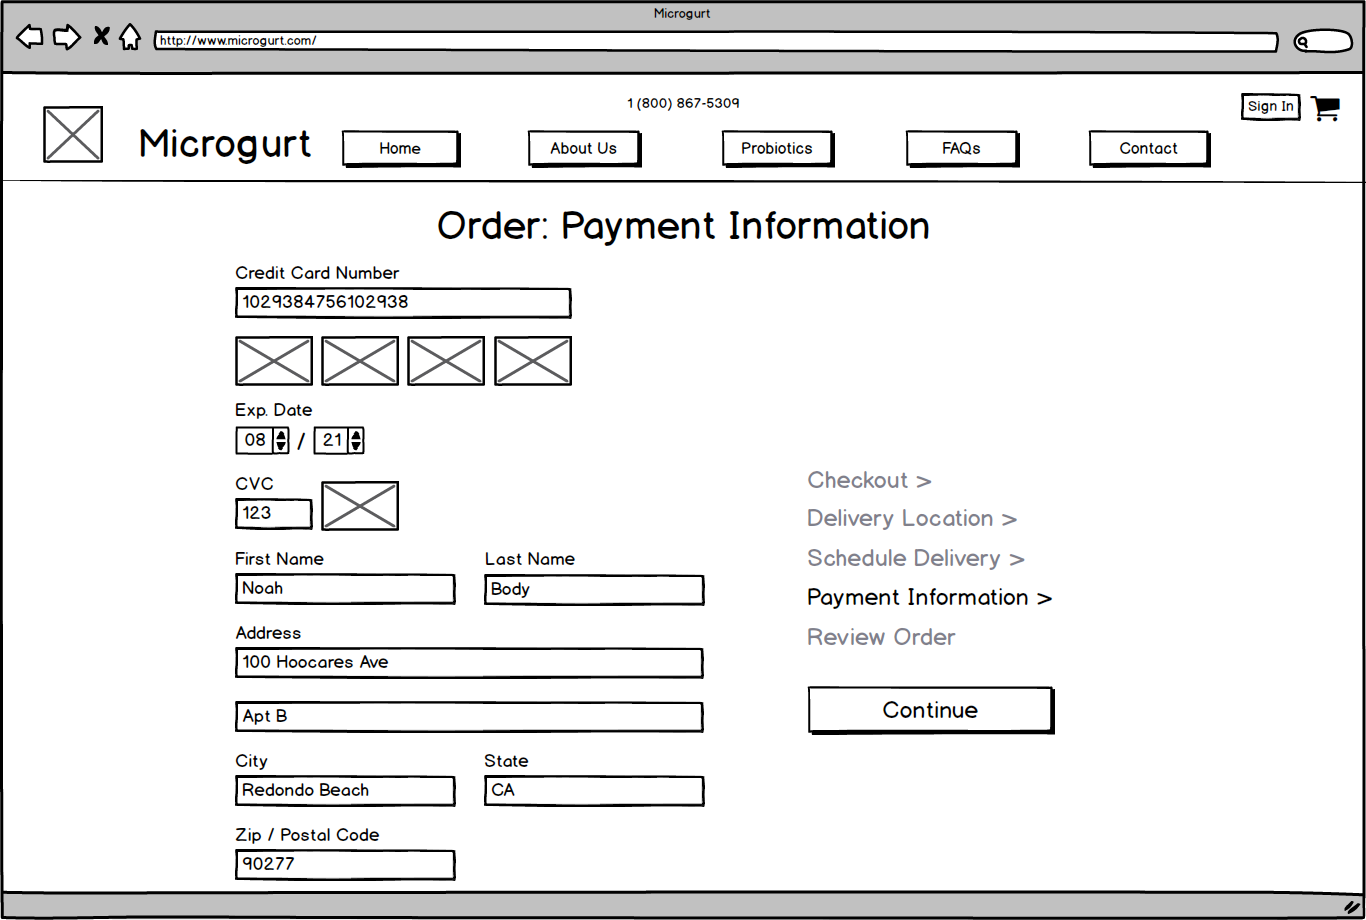 Microgurt
http://www.microgurt.com/
1 (800) 867-5309
Sign In
Microgurt
Home
About Us
Probiotics
FAQs
Contact
Order: Payment Information
Credit Card Number
1029384756102938
Exp. Date
08 / 21
CVC
123
First Name
Last Name
Noah
Body
Address
100 Hoocares Ave
Apt B
City
State
Redondo Beach
CA
Zip / Postal Code
90277
Checkout >
Delivery Location >
Schedule Delivery >
Payment Information >
Review Order
Continue